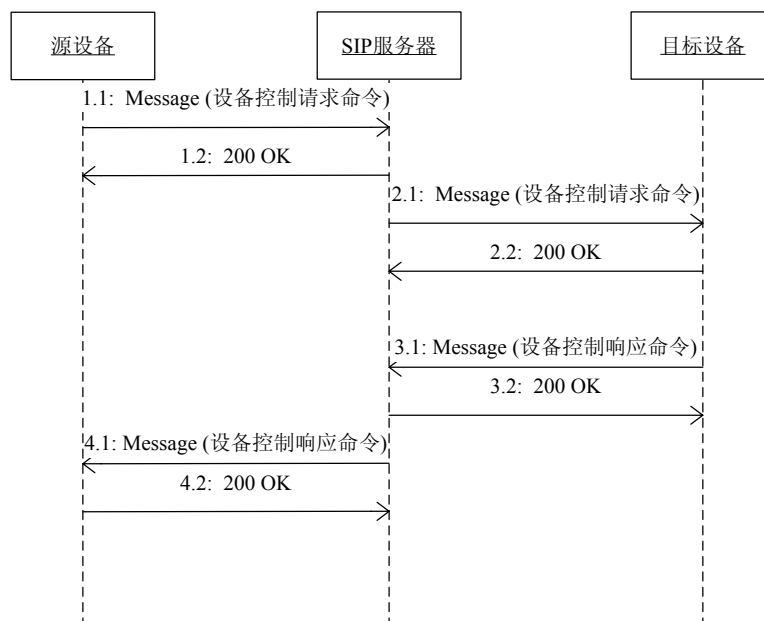 源设备
SIP服务器
目标设备
1.1:  Message (设备控制请求命令)
1.2:  200 OK
2.1:  Message (设备控制请求命令)
2.2:  200 OK
3.1: Message (设备控制响应命令)
3.2:  200 OK
4.1: Message (设备控制响应命令)
4.2:  200 OK